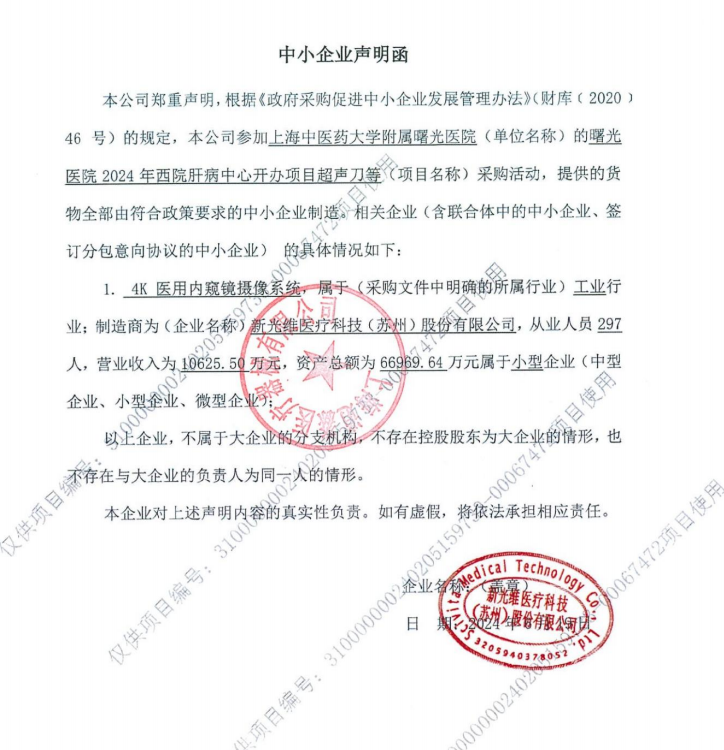 中小企业声明函
本公司郑重声明,根据《政府采购促进中小企业发展管理办法》(财库﹝2020﹞
46 号)的规定,本公司参加上海中医药大学附属曙光医院(单位名称)的曙光
医院 2024 年西院肝病中心开办项目超声刀等(项目名称)采购活动,提供的货
物全部由符合政策要求的中小企业制造。相关企业(含联合体中的中小企业、签
订分包意向协议的中小企业) 的具体情况如下:
1. 4K 医用内窥镜摄像系统,属于(采购文件中明确的所属行业)工业行
业;制造商为(企业名称)新光维医疗科技(苏州)股份有限公司,从业人员 297
人,营业收入为 10625.50 万元,资产总额为 66969.64 万元属于小型企业(中型
企业、小型企业、微型企业);
以上企业,不属于大企业的分支机构,不存在控股股东为大企业的情形,也
不存在与大企业的负责人为同一人的情形。
本企业对上述声明内容的真实性负责。如有虚假,将依法承担相应责任。
企业名称:(盖章)
日 期:2024 年
Scivita Medical Technology Co., Ltd.
新光维医疗科技
(苏州)股份有限公司
3205940378052
医疗器械有限公司
仅供项目编号:310000000240205159733-00067472项目使用